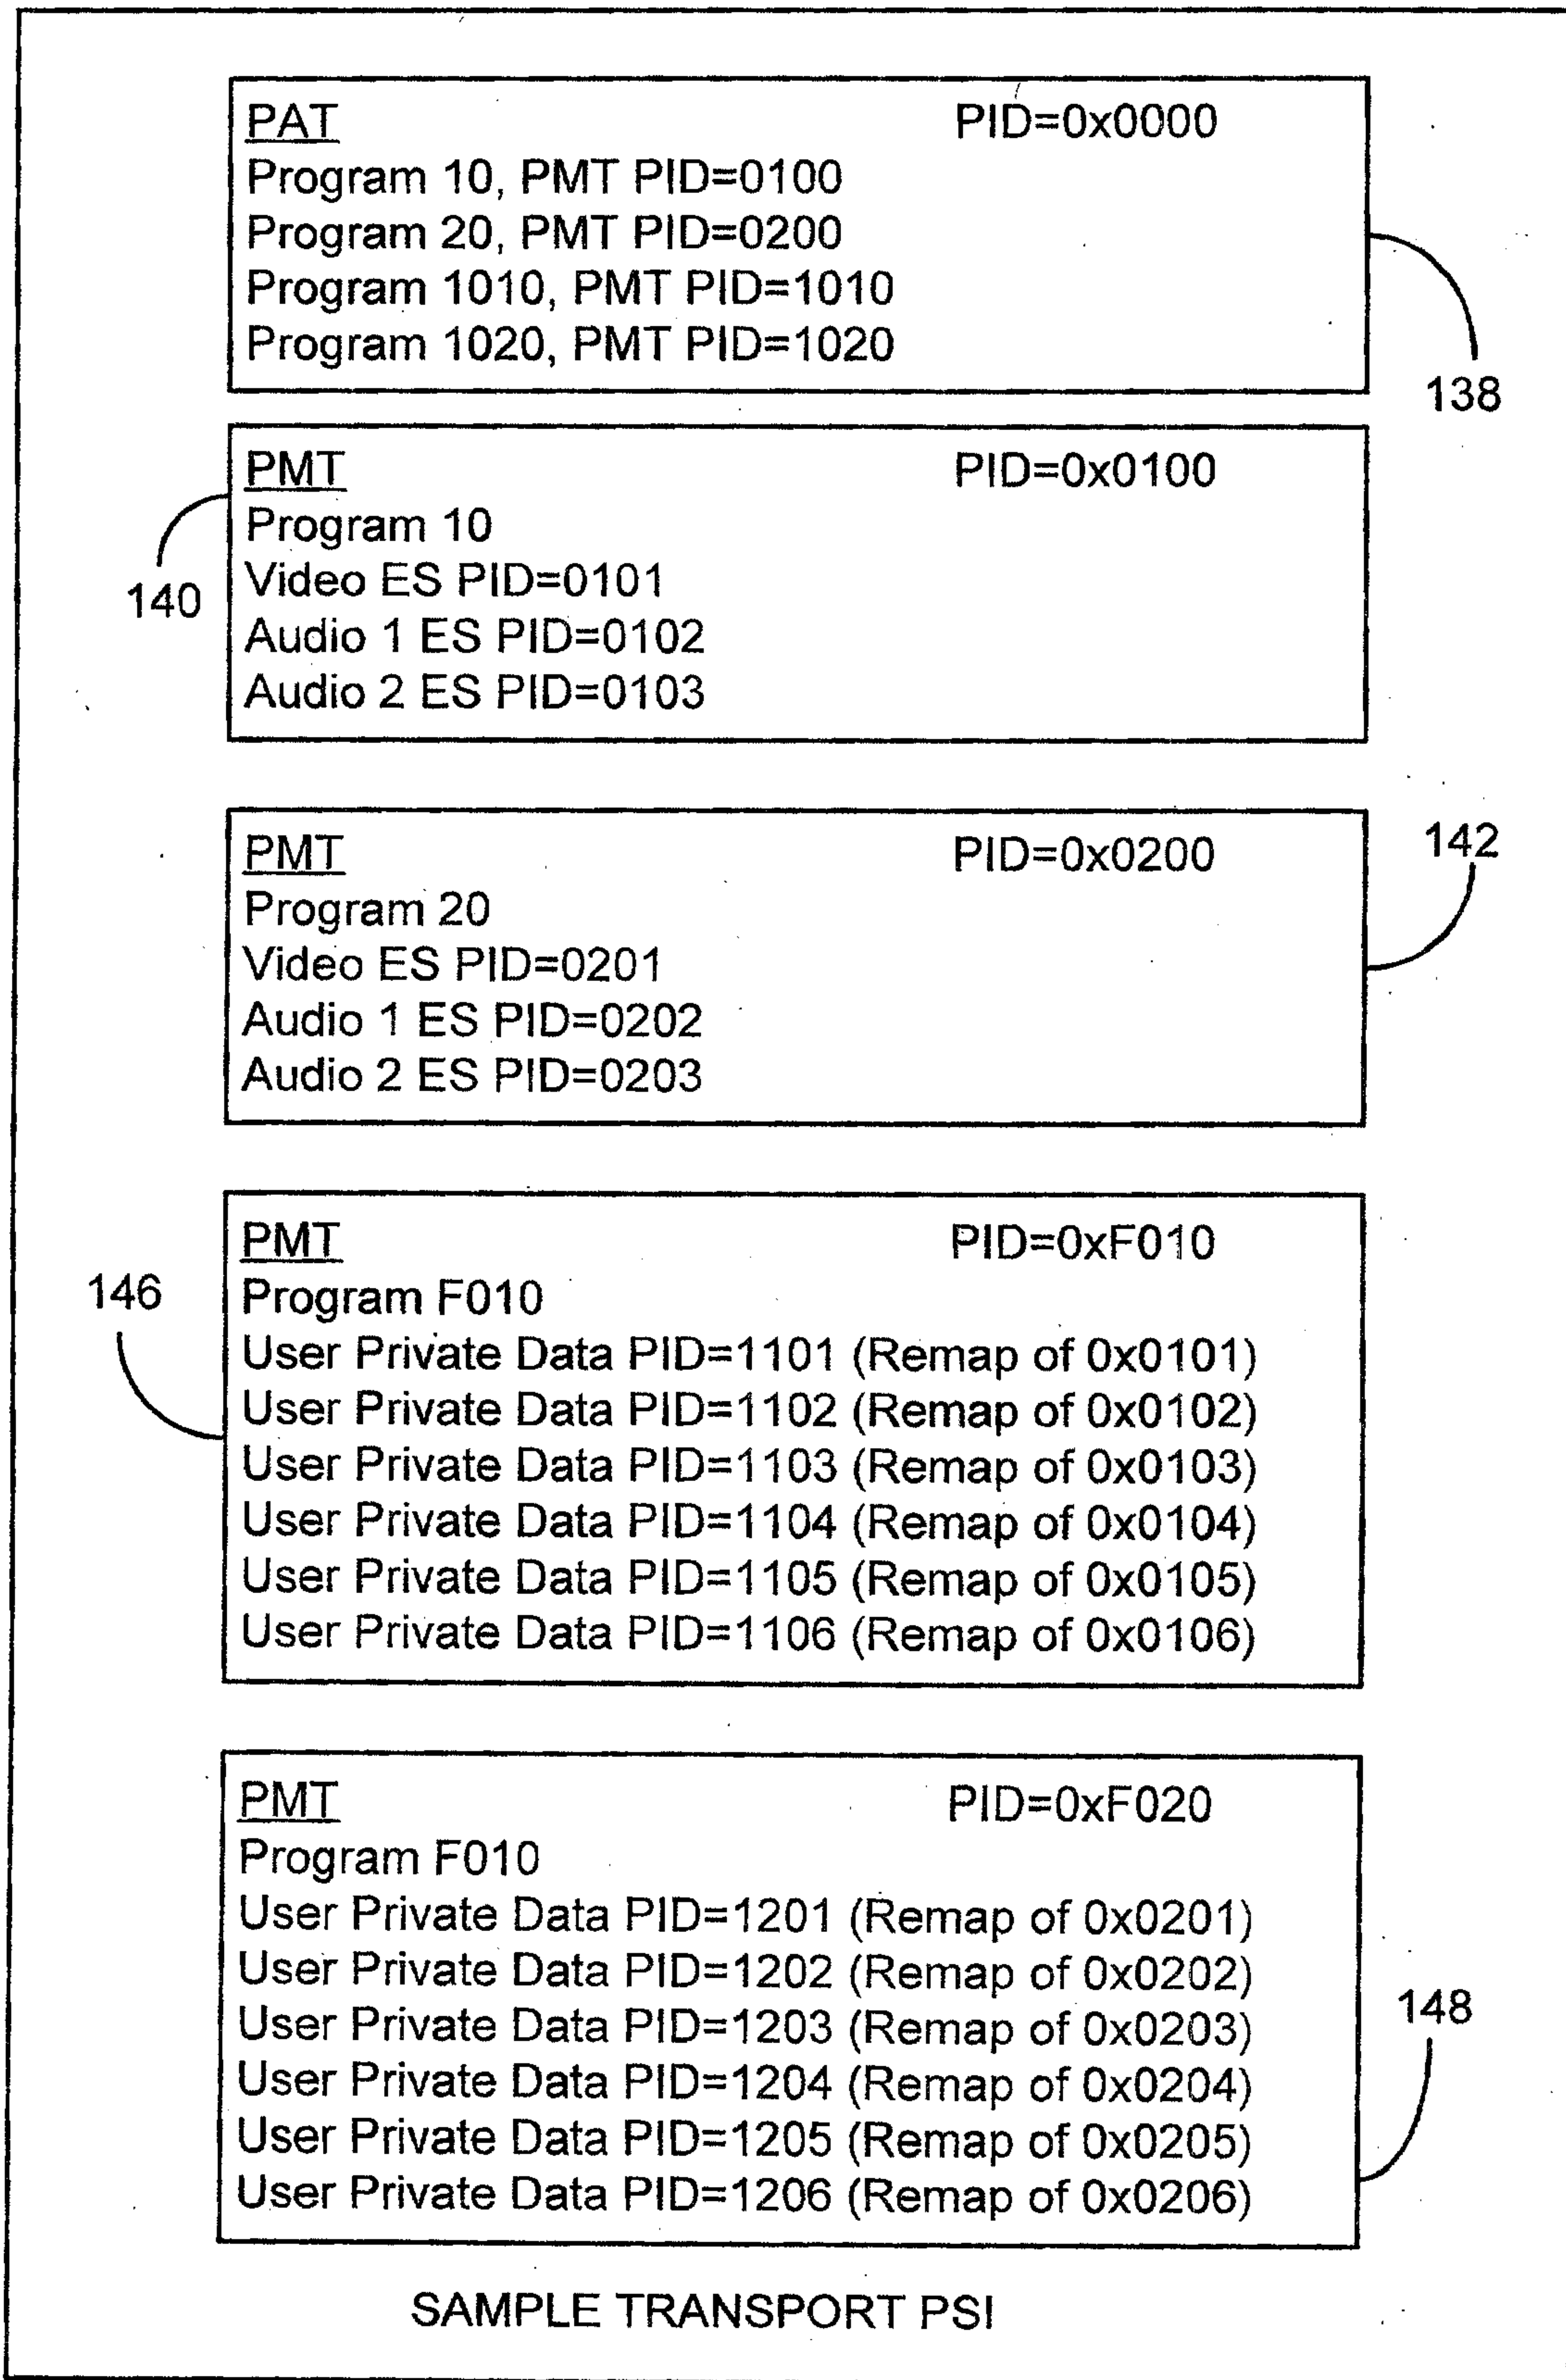 PAT PID=0x0000
Program 10, PMT PID=0100
Program 20, PMT PID=0200
Program 1010, PMT PID=1010
Program 1020, PMT PID=1020
138
PMT PID=0x0100
Program 10
Video ES PID=0101
Audio 1 ES PID=0102
Audio 2 ES PID=0103
140
PMT PID=0x0200
Program 20
Video ES PID=0201
Audio 1 ES PID=0202
Audio 2 ES PID=0203
142
PMT PID=0xF010
Program F010
User Private Data PID=1101 (Remap of 0x0101)
User Private Data PID=1102 (Remap of 0x0102)
User Private Data PID=1103 (Remap of 0x0103)
User Private Data PID=1104 (Remap of 0x0104)
User Private Data PID=1105 (Remap of 0x0105)
User Private Data PID=1106 (Remap of 0x0106)
146
PMT PID=0xF020
Program F010
User Private Data PID=1201 (Remap of 0x0201)
User Private Data PID=1202 (Remap of 0x0202)
User Private Data PID=1203 (Remap of 0x0203)
User Private Data PID=1204 (Remap of 0x0204)
User Private Data PID=1205 (Remap of 0x0205)
User Private Data PID=1206 (Remap of 0x0206)
148
SAMPLE TRANSPORT PSI